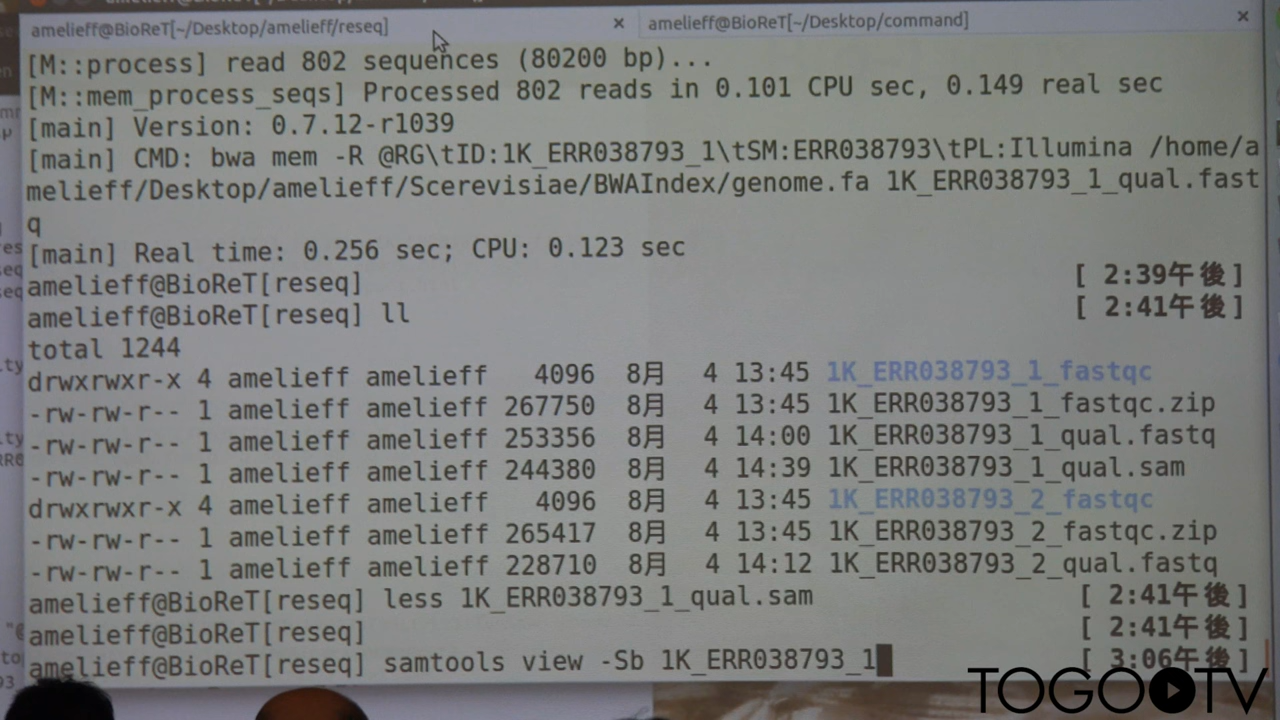 amelieff@BioReT[~/Desktop/amelieff/reseq] × amelieff@BioReT[~/Desktop/command] ×
[M::process] read 802 sequences (80200 bp)...
[M::mem_process_seqs] Processed 802 reads in 0.101 CPU sec, 0.149 real sec
[main] Version: 0.7.12-r1039
[main] CMD: bwa mem -R @RG\tID:1K_ERR038793_1\tSM:ERR038793\tPL:Illumina /home/a
melieff/Desktop/amelieff/Scerevisiae/BWAIndex/genome.fa 1K_ERR038793_1_qual.fast
q
[main] Real time: 0.256 sec; CPU: 0.123 sec
amelieff@BioReT[reseq] [ 2:39午後]
amelieff@BioReT[reseq] ll [ 2:41午後]
total 1244
drwxrwxr-x 4 amelieff amelieff 4096 8月 4 13:45 1K_ERR038793_1_fastqc
-rw-rw-r-- 1 amelieff amelieff 267750 8月 4 13:45 1K_ERR038793_1_fastqc.zip
-rw-rw-r-- 1 amelieff amelieff 253356 8月 4 14:00 1K_ERR038793_1_qual.fastq
-rw-rw-r-- 1 amelieff amelieff 244380 8月 4 14:39 1K_ERR038793_1_qual.sam
drwxrwxr-x 4 amelieff amelieff 4096 8月 4 13:45 1K_ERR038793_2_fastqc
-rw-rw-r-- 1 amelieff amelieff 265417 8月 4 13:45 1K_ERR038793_2_fastqc.zip
-rw-rw-r-- 1 amelieff amelieff 228710 8月 4 14:12 1K_ERR038793_2_qual.fastq
amelieff@BioReT[reseq] less 1K_ERR038793_1_qual.sam [ 2:41午後]
amelieff@BioReT[reseq] [ 2:41午後]
amelieff@BioReT[reseq] samtools view -Sb 1K_ERR038793_1 [ 3:06午後]
TOGO TV